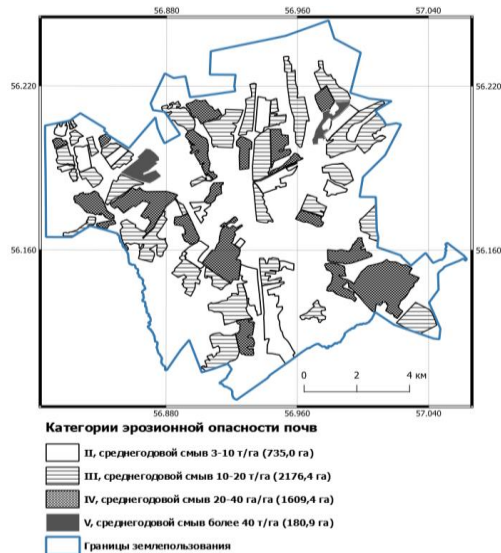 56.880 56.960 57.040
56.220 56.220
56.160 56.160
0 2 4 км
56.880 56.960 57.040
Категории эрозионной опасности почв
II, среднегодовой смыв 3-10 т/га (735,0 га)
III, среднегодовой смыв 10-20 т/га (2176,4 га)
IV, среднегодовой смыв 20-40 га/га (1609,4 га)
V, среднегодовой смыв более 40 т/га (180,9 га)
Границы землепользования